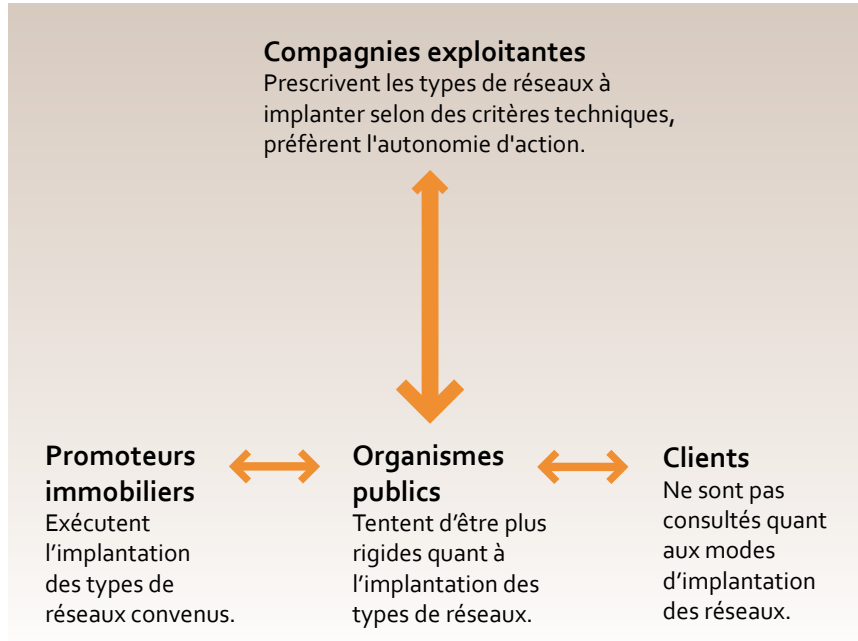 Compagnies exploitantes
Prescrivent les types de réseaux à
implanter selon des critères techniques,
préfèrent l'autonomie d'action.
Promoteurs
immobiliers
Exécutent
l’implantation
des types de
réseaux convenus.
Organismes
publics
Tentent d’être plus
rigides quant à
l’implantation des
types de réseaux.
Clients
Ne sont pas
consultés quant
aux modes
d’implantation
des réseaux.